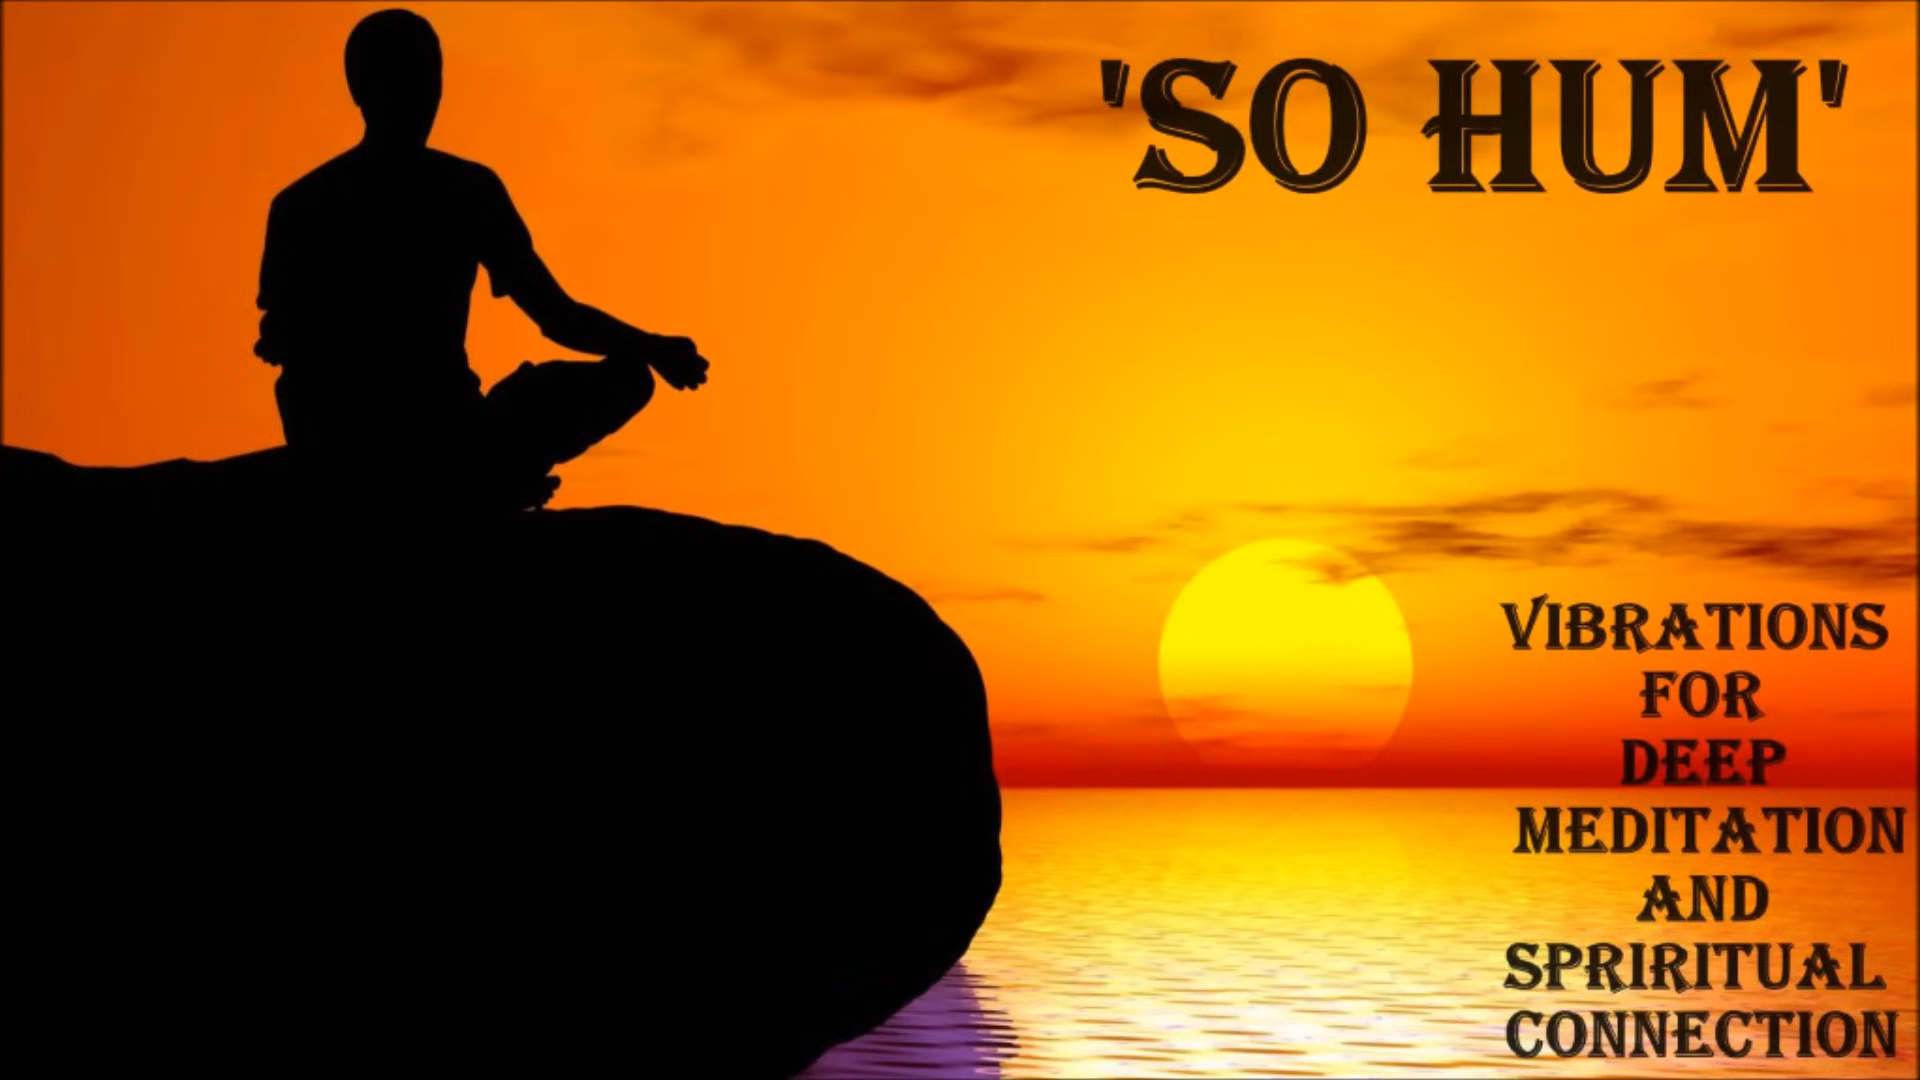 'SO HUM'
VIBRATIONS
FOR
DEEP
MEDITATION
AND
SPRIRITUAL
CONNECTION